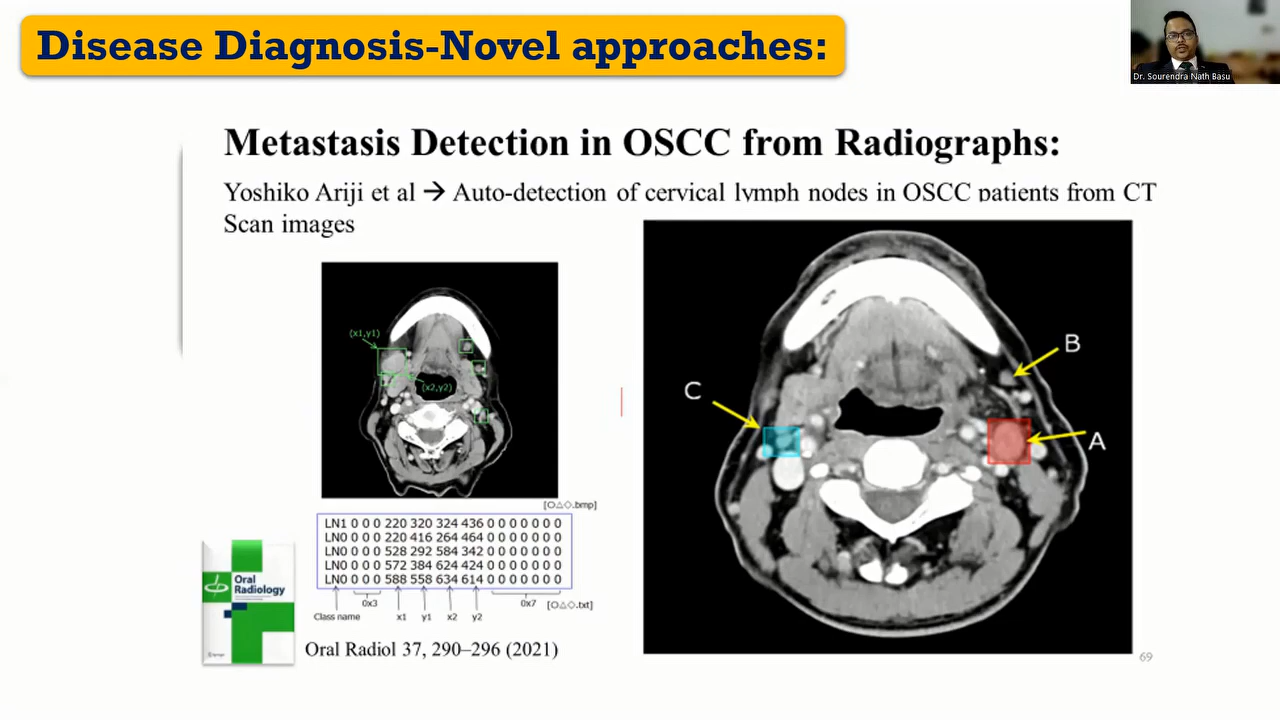 Disease Diagnosis-Novel approaches:
Dr. Sourendra Nath Basu
Metastasis Detection in OSCC from Radiographs:
Yoshiko Ariji et al → Auto-detection of cervical lymph nodes in OSCC patients from CT
Scan images
(x1,y1)
(x2,y2)
B
C
A
[O△◇.bmp]
LN1 0 0 0 220 320 324 436 0 0 0 0 0 0 0
LN0 0 0 0 220 416 264 464 0 0 0 0 0 0 0
LN0 0 0 0 528 292 584 342 0 0 0 0 0 0 0
LN0 0 0 0 572 384 624 424 0 0 0 0 0 0 0
LN0 0 0 0 588 558 634 614 0 0 0 0 0 0 0
0x3
0x7
[O△◇.txt]
Class name x1 y1 x2 y2
Oral
Radiology
Oral Radiol 37, 290–296 (2021)
69